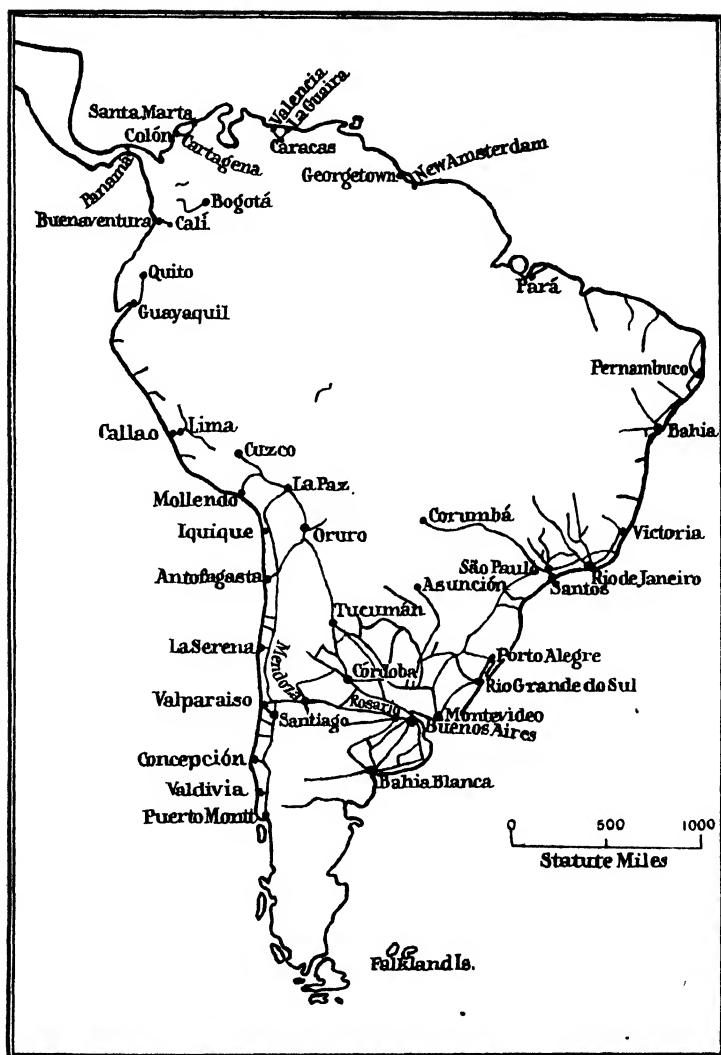 Santa Marta
Valencia
La Guaira
Colón
Cartagena
Caracas
Panama
Georgetown
New Amsterdam
Bogotá
Buenaventura
Calí
Quito
Pará
Guayaquil
Pernambuco
Callao
Lima
Bahia
Cuzco
La Paz
Mollendo
Corumbá
Iquique
Oruro
Victoria
São Paulo
Antofagasta
Asunción
Santos
Rio de Janeiro
Tucumán
La Serena
Mendoza
Córdoba
Porto Alegre
Rio Grande do Sul
Valparaiso
Rosario
Santiago
Montevideo
Buenos Aires
Concepción
Bahia Blanca
Valdivia
Puerto Montt
0 500 1000
Statute Miles
Falkland Is.